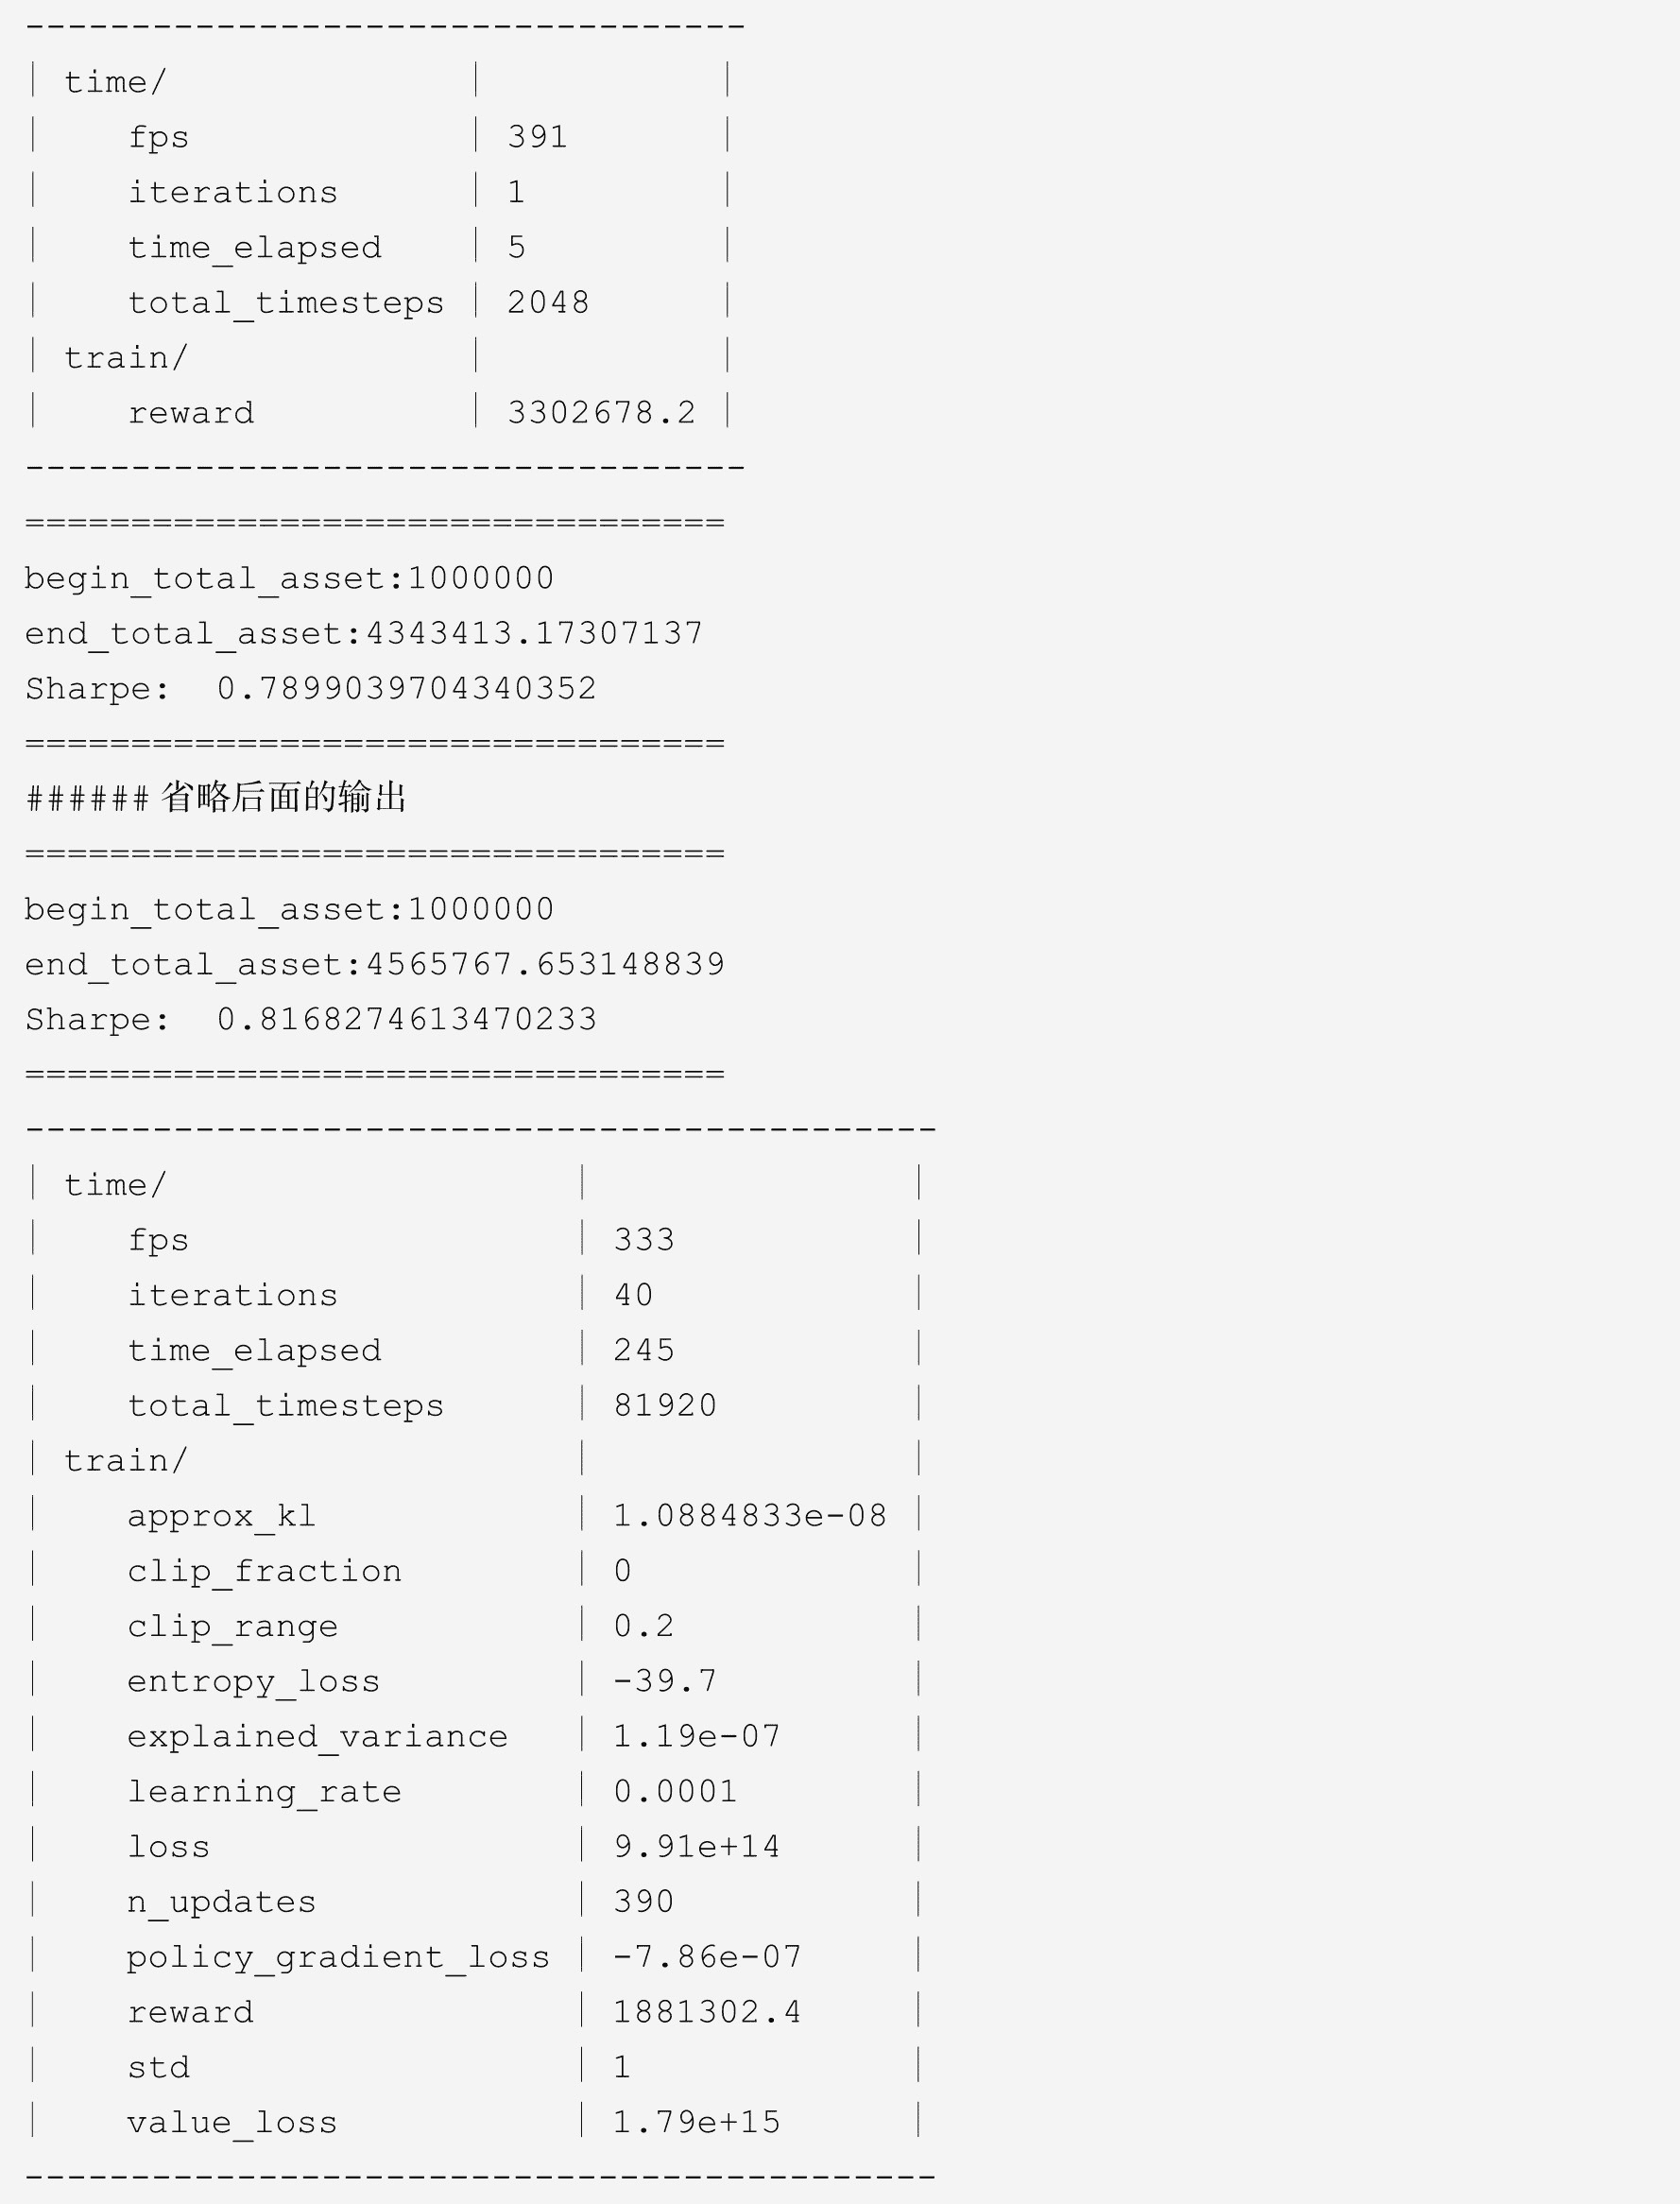 ----------------------------------
| time/              |           |
|    fps             | 391       |
|    iterations      | 1         |
|    time_elapsed    | 5         |
|    total_timesteps | 2048      |
| train/             |           |
|    reward          | 3302678.2 |
----------------------------------
=================================
begin_total_asset:1000000
end_total_asset:4343413.17307137
Sharpe:  0.7899039704340352
=================================
###### 省略后面的输出
=================================
begin_total_asset:1000000
end_total_asset:4565767.653148839
Sharpe:  0.8168274613470233
=================================
-------------------------------------------
| time/                   |               |
|    fps                  | 333           |
|    iterations           | 40            |
|    time_elapsed         | 245           |
|    total_timesteps      | 81920         |
| train/                  |               |
|    approx_kl            | 1.0884833e-08 |
|    clip_fraction        | 0             |
|    clip_range           | 0.2           |
|    entropy_loss         | -39.7         |
|    explained_variance   | 1.19e-07      |
|    learning_rate        | 0.0001        |
|    loss                 | 9.91e+14      |
|    n_updates            | 390           |
|    policy_gradient_loss | -7.86e-07     |
|    reward               | 1881302.4     |
|    std                  | 1             |
|    value_loss           | 1.79e+15      |
-------------------------------------------